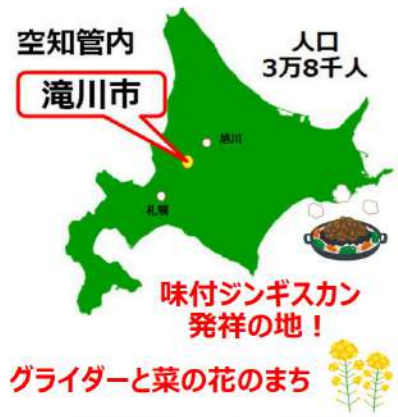 空知管内
人口
3万8千人
滝川市
旭川
札幌
味付ジンギスカン
発祥の地！
グライダーと菜の花のまち